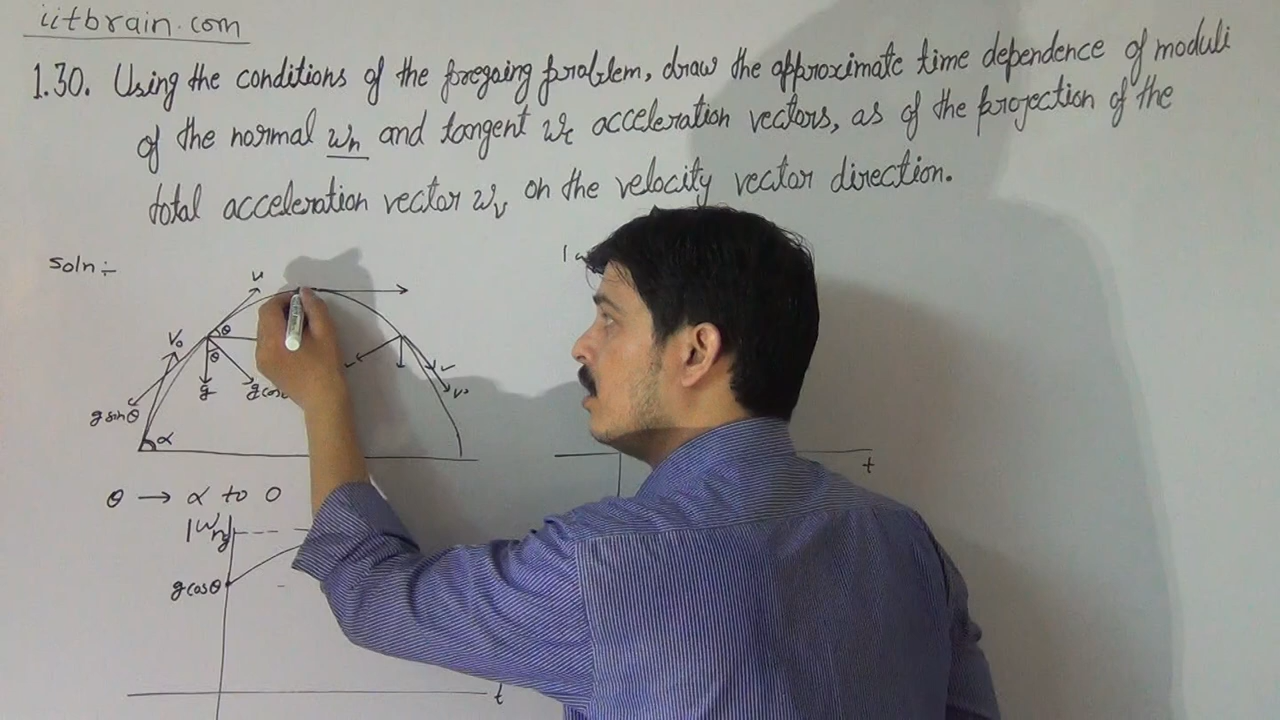 iitbrain.com
1.30. Using the conditions of the foregoing problem, draw the approximate time dependence of moduli
of the normal wn and tangent wτ acceleration vectors, as of the projection of the
total acceleration vector wv on the velocity vector direction.
Soln:-
v
V₀
θ
θ
g
g sinθ
α
θ → α to 0
g
gcosθ
t
t